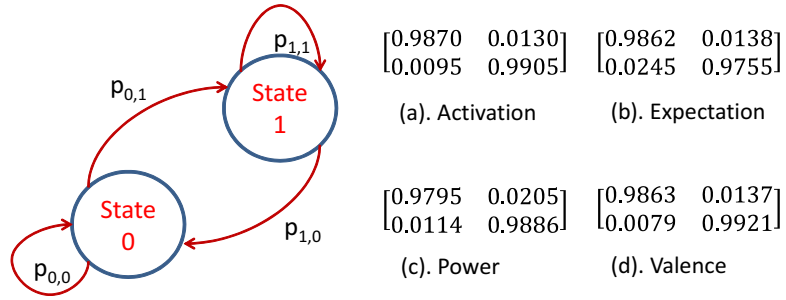 p1,1
p0,1
State
1
State
0
p1,0
p0,0
[0.9870 0.0130
0.0095 0.9905]
(a). Activation
[0.9862 0.0138
0.0245 0.9755]
(b). Expectation
[0.9795 0.0205
0.0114 0.9886]
(c). Power
[0.9863 0.0137
0.0079 0.9921]
(d). Valence